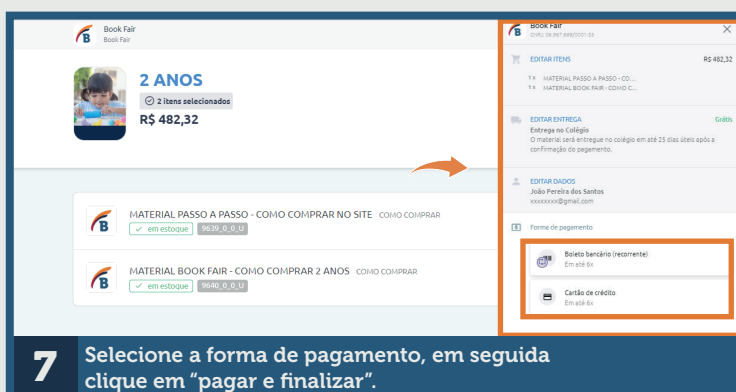 Book Fair
Book Fair
2 ANOS
2 itens selecionados
R$ 482,32
MATERIAL PASSO A PASSO - COMO COMPRAR NO SITE COMO COMPRAR
em estoque 9639_0_0_U
MATERIAL BOOK FAIR - COMO COMPRAR 2 ANOS COMO COMPRAR
em estoque 9640_0_0_U
Book Fair
EDITAR ITENS R$ 482,32
1 x MATERIAL PASSO A PASSO - CO...
1 x MATERIAL BOOK FAIR - COMO C...
EDITAR ENTREGA Grátis
Entrega no Colégio
O material será entregue no colégio em até 25 dias úteis após a
confirmação do pagamento.
EDITAR DADOS
João Pereira dos Santos
xxxxxxxx@gmail.com
Forma de pagamento
Boleto bancário (recorrente)
Em até 6x
Cartão de crédito
Em até 6x
7 Selecione a forma de pagamento, em seguida
clique em “pagar e finalizar”.